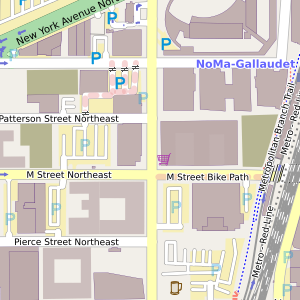 New York Avenue Nor
P
P
P
P
NoMa-Gallaudet
Patterson Street Northeast
P
P
P
M Street Northeast
M Street Bike Path
Metropolitan Branch Trail
Metro - Red Line
P
P
P
P
Pierce Street Northeast
Metro - Red Line
P
P
P